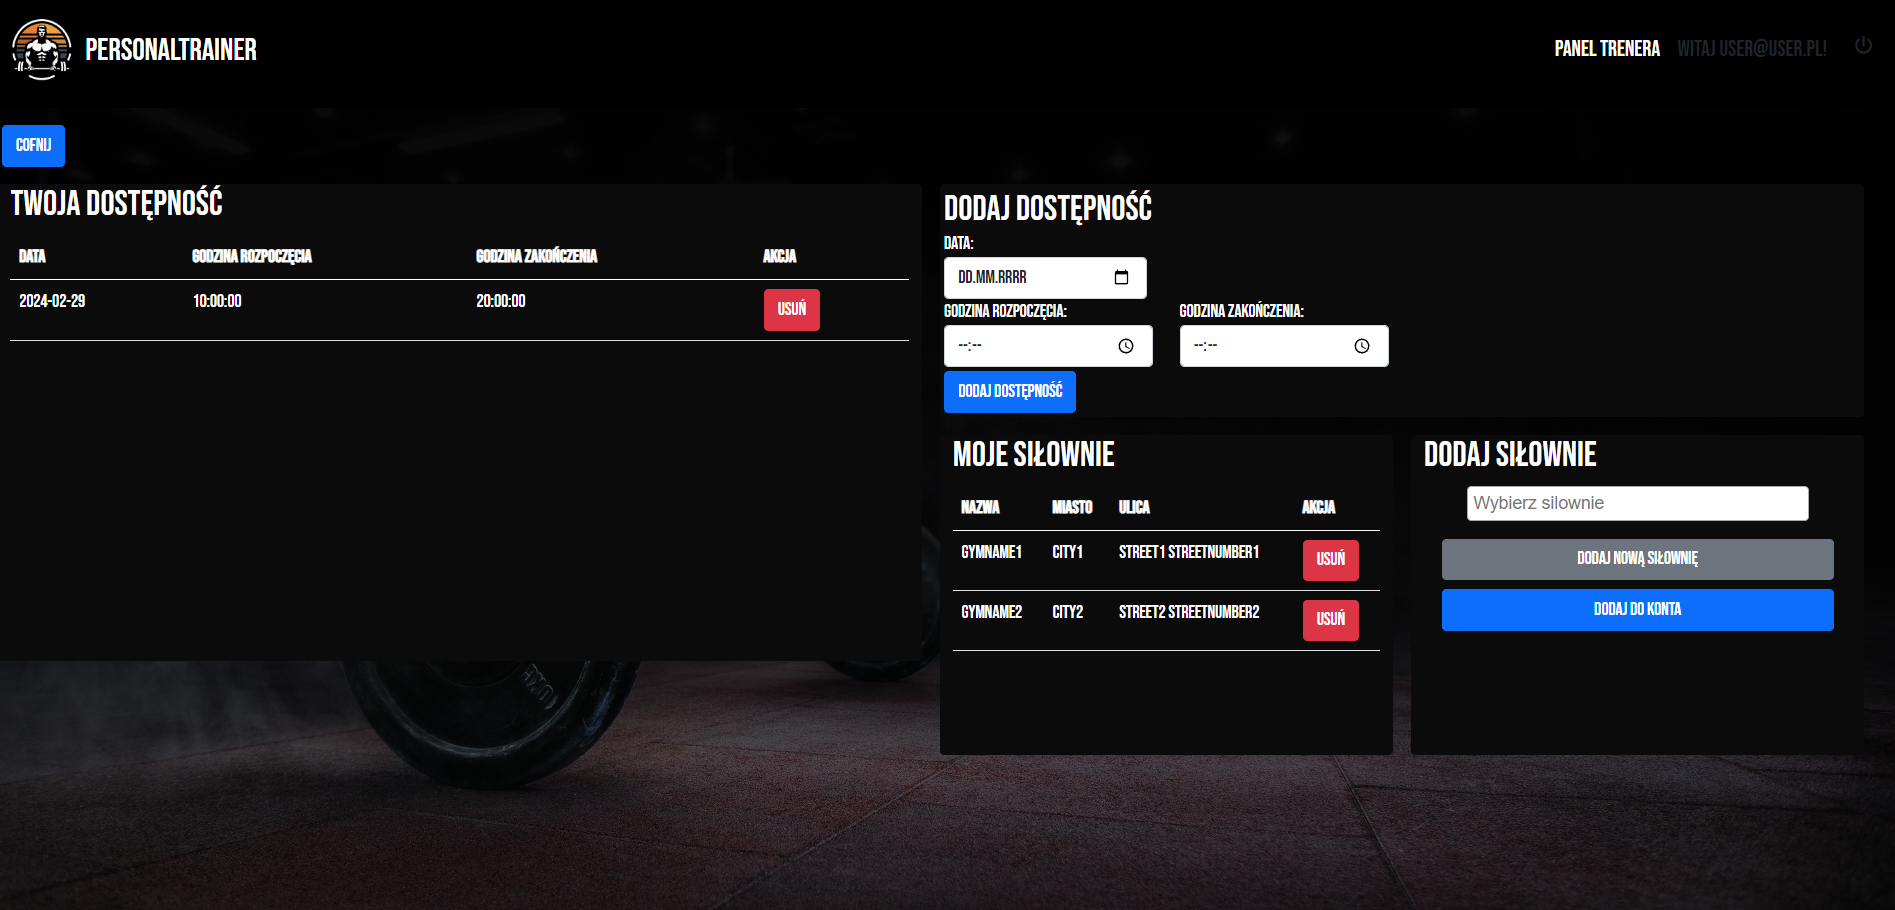 PERSONALTRAINER
PANEL TRENERA WITAJ USER@USER.PL!
COFNIJ
TWOJA DOSTĘPNOŚĆ
DATA GODZINA ROZPOCZĘCIA GODZINA ZAKOŃCZENIA AKCJA
2024-02-29 10:00:00 20:00:00 USUŃ
DODAJ DOSTĘPNOŚĆ
DATA:
DD.MM.RRRR
GODZINA ROZPOCZĘCIA: GODZINA ZAKOŃCZENIA:
--:-- --:--
DODAJ DOSTĘPNOŚĆ
MOJE SIŁOWNIE
NAZWA MIASTO ULICA AKCJA
GYMNAME1 CITY1 STREET1 STREETNUMBER1 USUŃ
GYMNAME2 CITY2 STREET2 STREETNUMBER2 USUŃ
DODAJ SIŁOWNIE
Wybierz silownie
DODAJ NOWĄ SIŁOWNIĘ
DODAJ DO KONTA